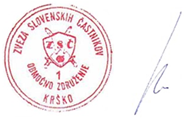 ZVEZA SLOVENSKIH ČASTNIKOV
ZSČ
1
OBMOČNO ZDRUŽENJE
KRŠKO